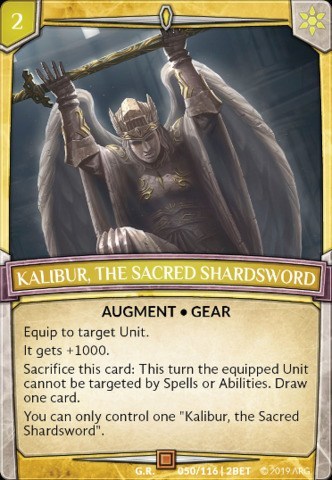 2
KALIBUR, THE SACRED SHARDSWORD
AUGMENT • GEAR
Equip to target Unit.
It gets +1000.
Sacrifice this card: This turn the equipped Unit
cannot be targeted by Spells or Abilities. Draw
one card.
You can only control one "Kalibur, the Sacred
Shardsword".
G.R. 050/116 | 2BET © 2019 ARG